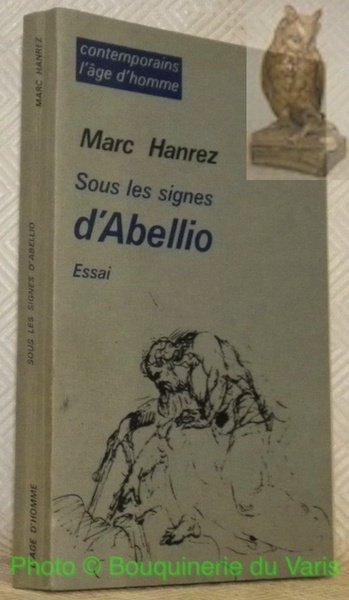 contemporains
l'âge d'homme
Marc Hanrez
Sous les signes
d'Abellio
Essai
MARC HANREZ
SOUS LES SIGNES D'ABELLIO
AGE D'HOMME
Photo © Bouquinerie du Varis